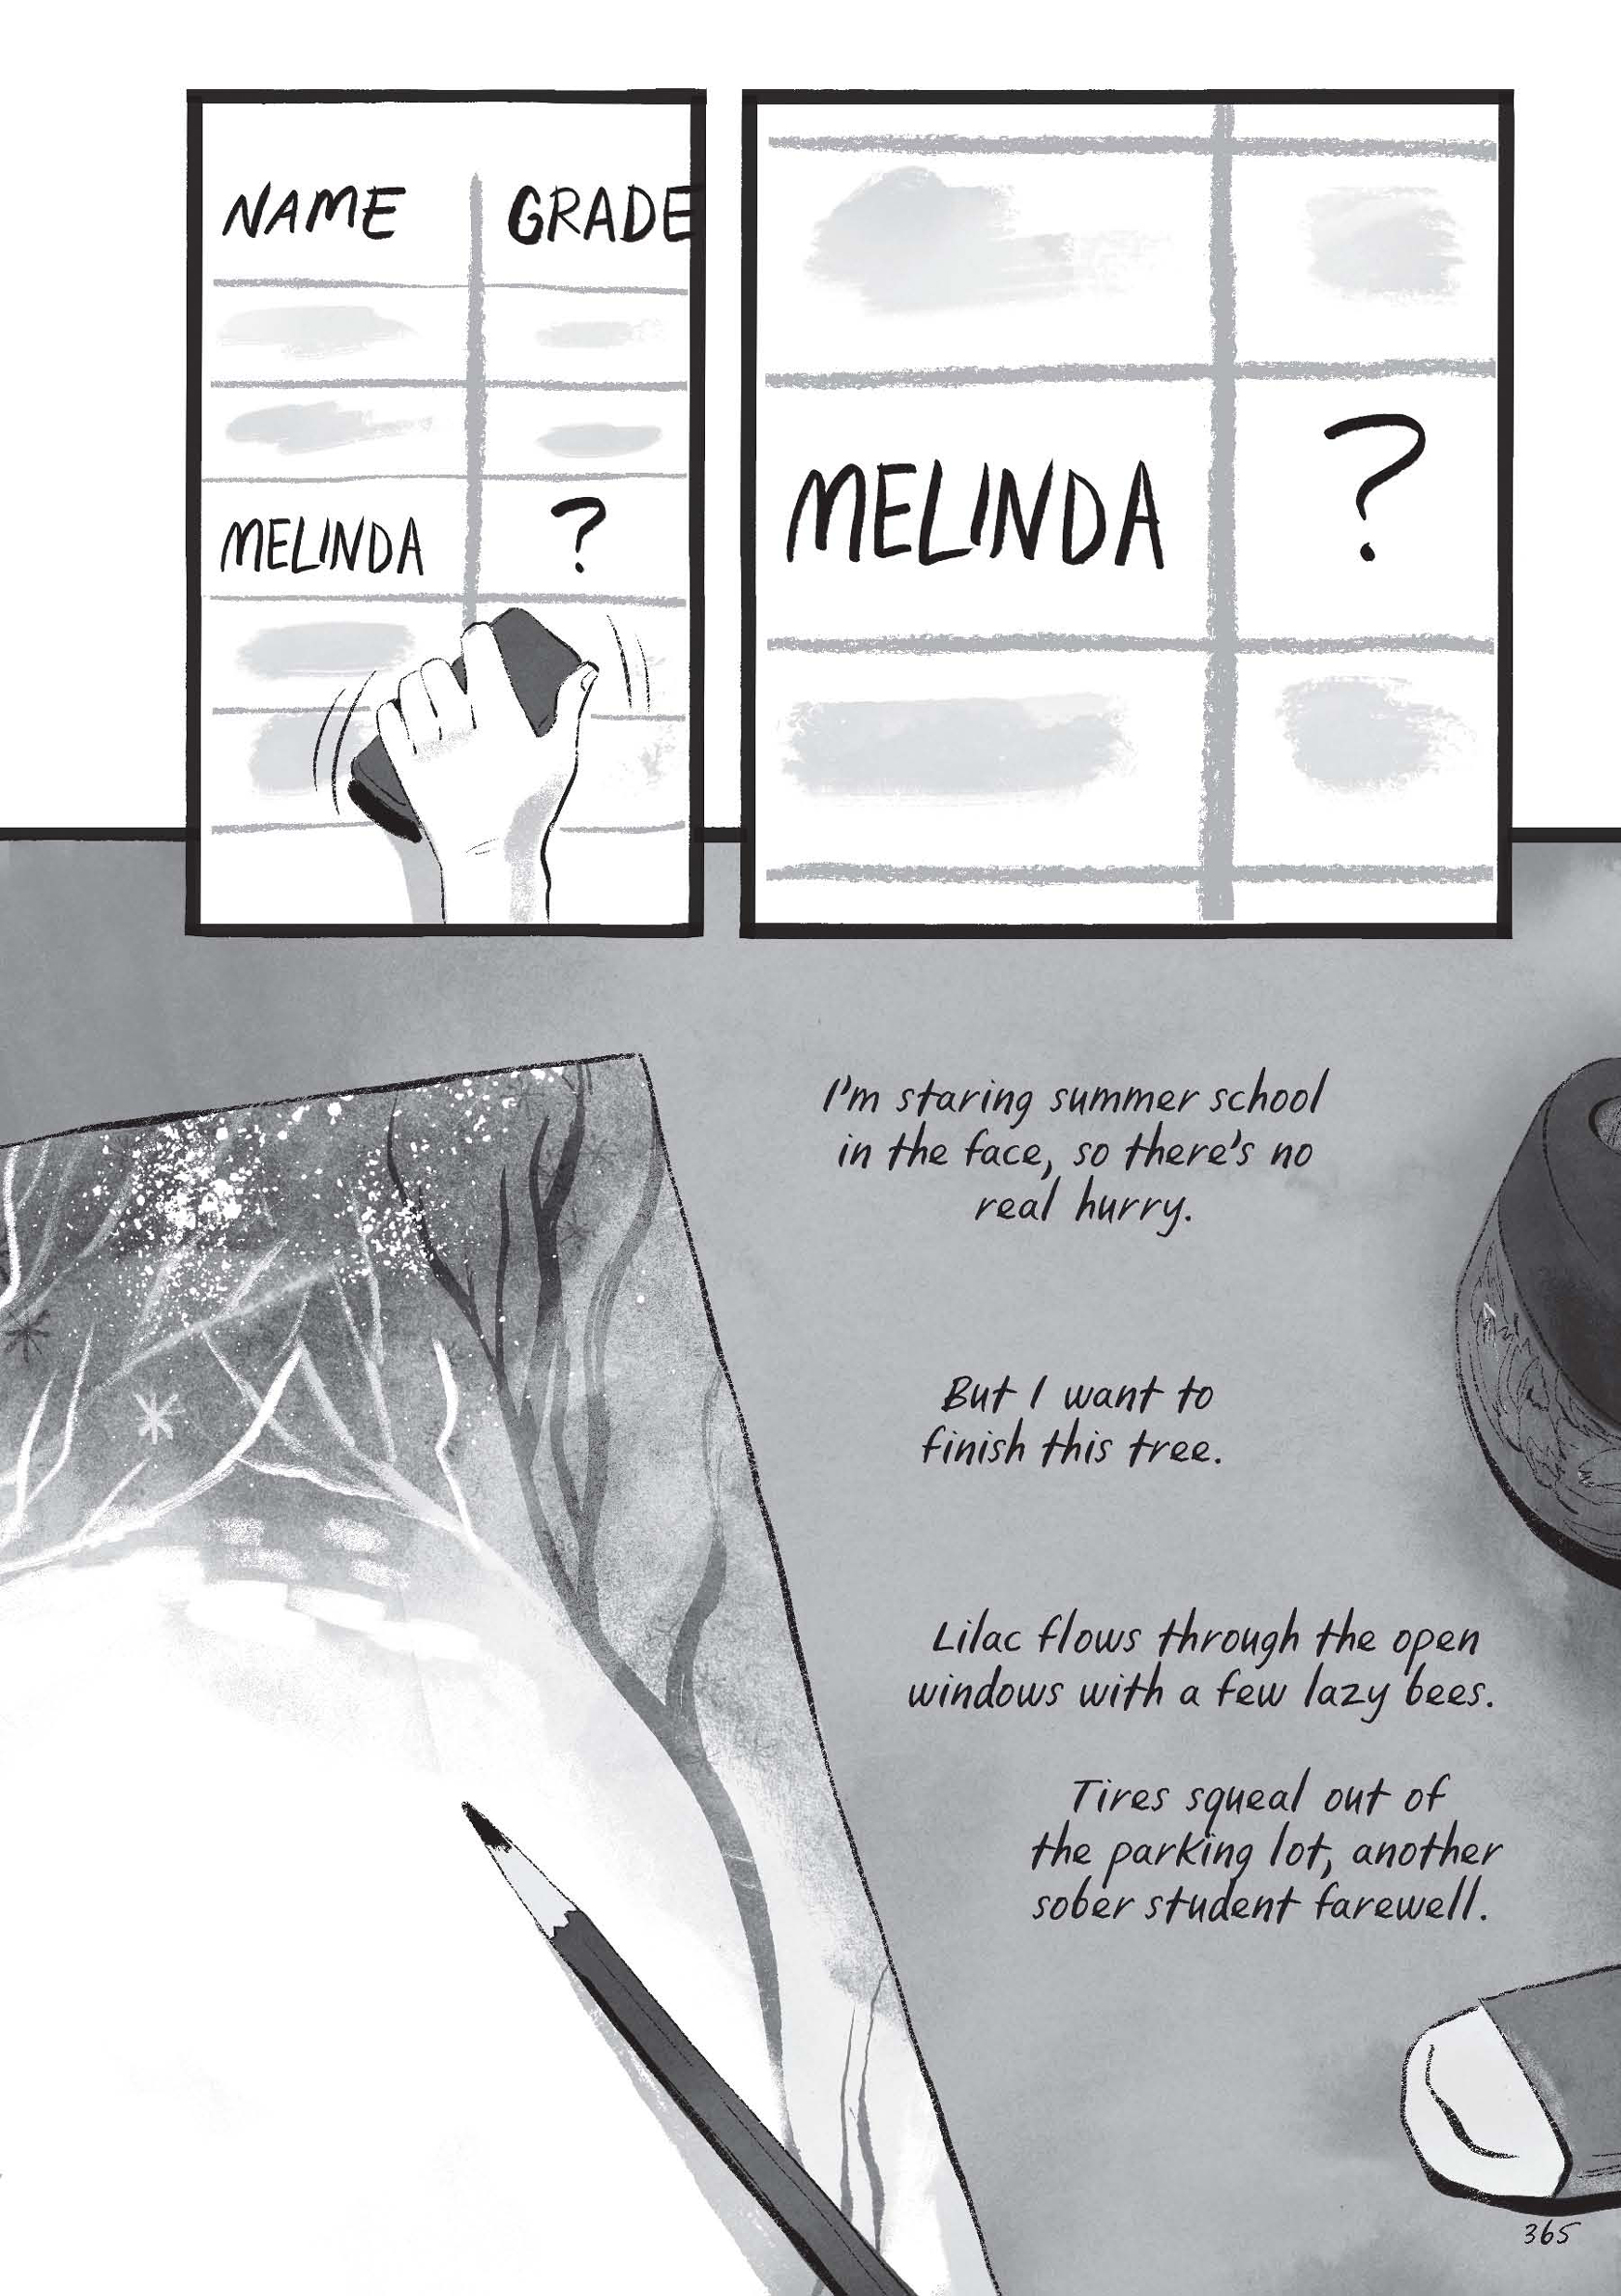 NAME GRADE
MELINDA ?
MELINDA ?
I'm staring summer school
in the face, so there's no
real hurry.
But I want to
finish this tree.
Lilac flows through the open
windows with a few lazy bees.
Tires squeal out of
the parking lot, another
sober student farewell.
365